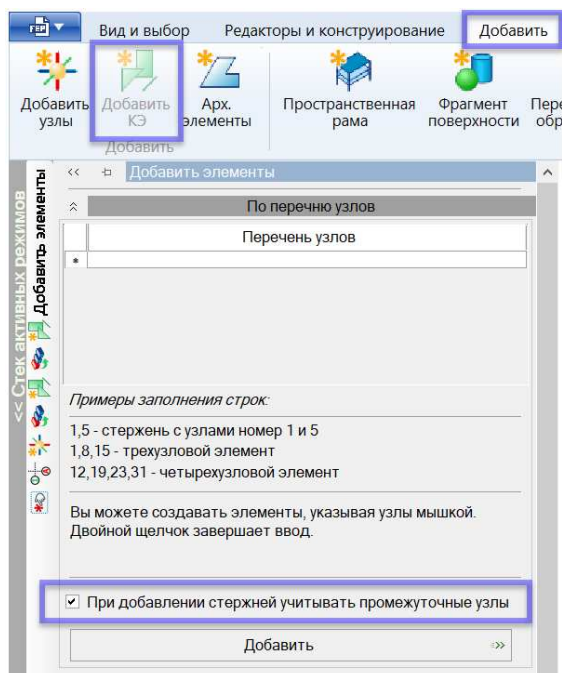 FEP
Вид и выбор
Редакторы и конструирование
Добавить
Добавить узлы
Добавить КЭ
Арх. элементы
Пространственная рама
Фрагмент поверхности
Добавить
<< Стек активных режимов
Добавить элементы
<<
Добавить элементы
По перечню узлов
Перечень узлов
*
Примеры заполнения строк:
1,5 - стержень с узлами номер 1 и 5
1,8,15 - трехузловой элемент
12,19,23,31 - четырехузловой элемент
Вы можете создавать элементы, указывая узлы мышкой.
Двойной щелчок завершает ввод.
При добавлении стержней учитывать промежуточные узлы
Добавить